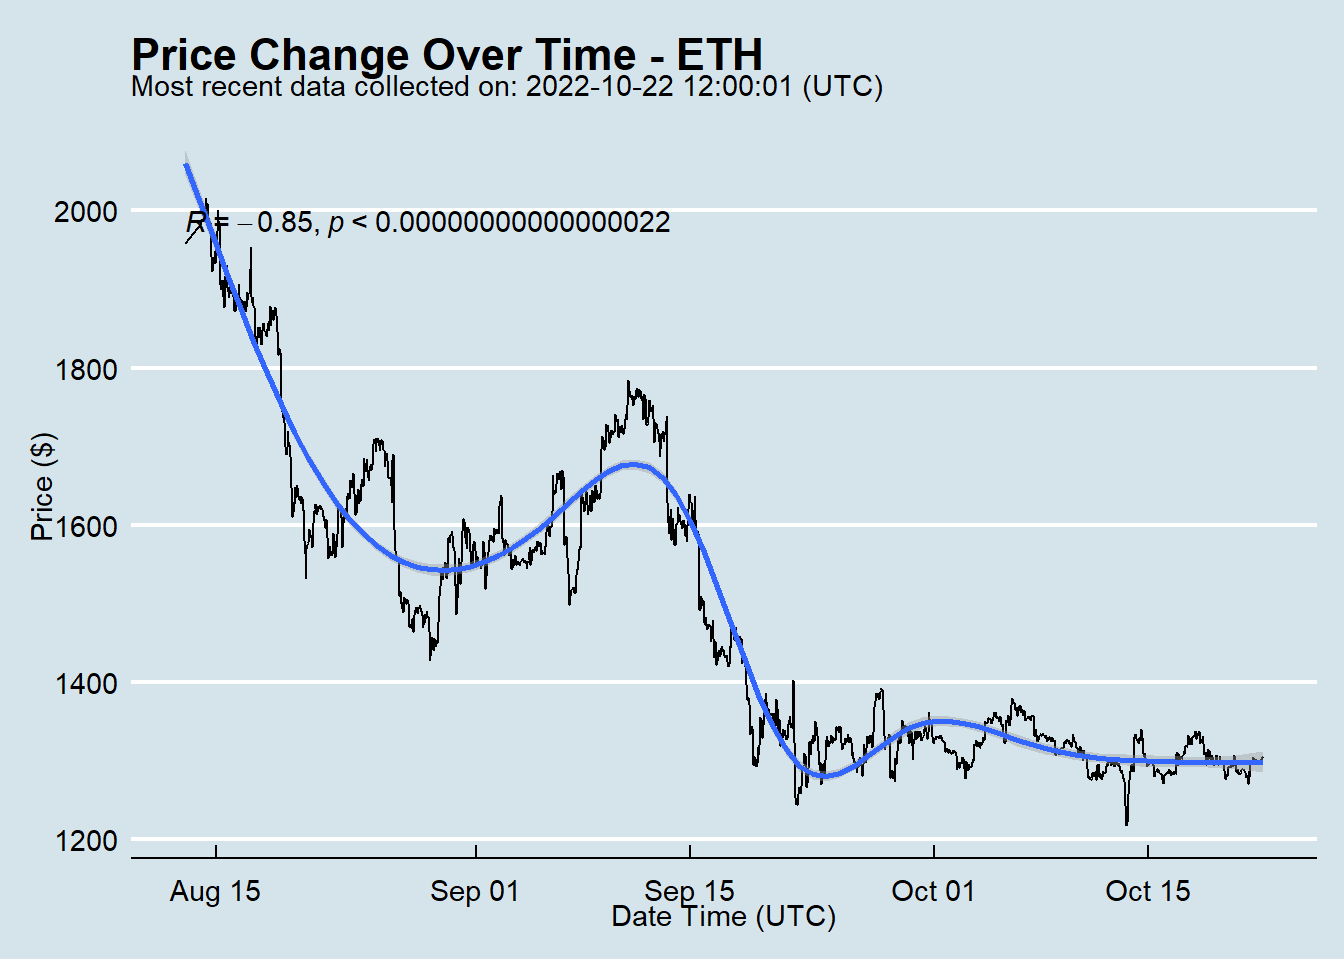 Price Change Over Time - ETH
Most recent data collected on: 2022-10-22 12:00:01 (UTC)
R = −0.85, p < 0.00000000000000022
2000
1800
1600
1400
1200
Price ($)
Aug 15 Sep 01 Sep 15 Oct 01 Oct 15
Date Time (UTC)